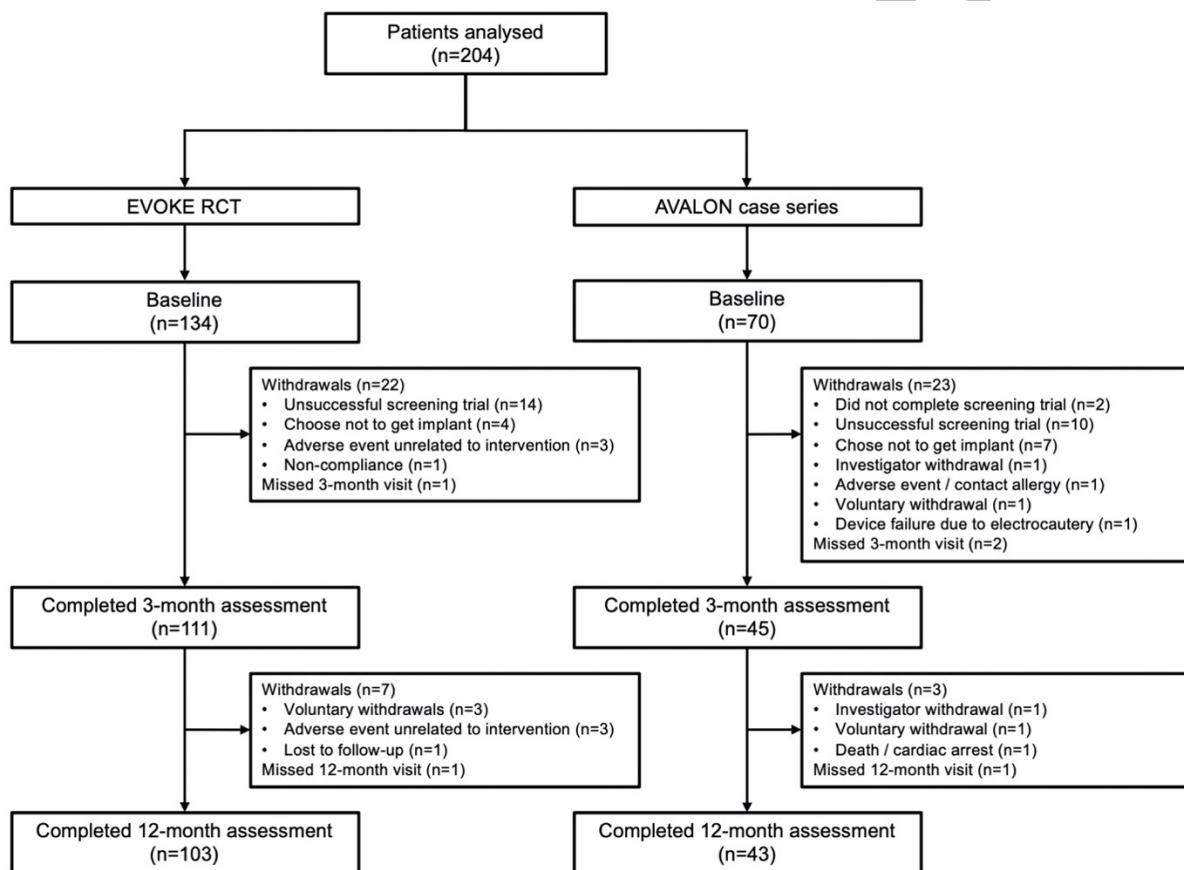 Patients analysed
(n=204)
EVOKE RCT
AVALON case series
Baseline
(n=134)
Baseline
(n=70)
Withdrawals (n=22)
• Unsuccessful screening trial (n=14)
• Choose not to get implant (n=4)
• Adverse event unrelated to intervention (n=3)
• Non-compliance (n=1)
Missed 3-month visit (n=1)
Withdrawals (n=23)
• Did not complete screening trial (n=2)
• Unsuccessful screening trial (n=10)
• Chose not to get implant (n=7)
• Investigator withdrawal (n=1)
• Adverse event / contact allergy (n=1)
• Voluntary withdrawal (n=1)
• Device failure due to electrocautery (n=1)
Missed 3-month visit (n=2)
Completed 3-month assessment
(n=111)
Completed 3-month assessment
(n=45)
Withdrawals (n=7)
• Voluntary withdrawals (n=3)
• Adverse event unrelated to intervention (n=3)
• Lost to follow-up (n=1)
Missed 12-month visit (n=1)
Withdrawals (n=3)
• Investigator withdrawal (n=1)
• Voluntary withdrawal (n=1)
• Death / cardiac arrest (n=1)
Missed 12-month visit (n=1)
Completed 12-month assessment
(n=103)
Completed 12-month assessment
(n=43)